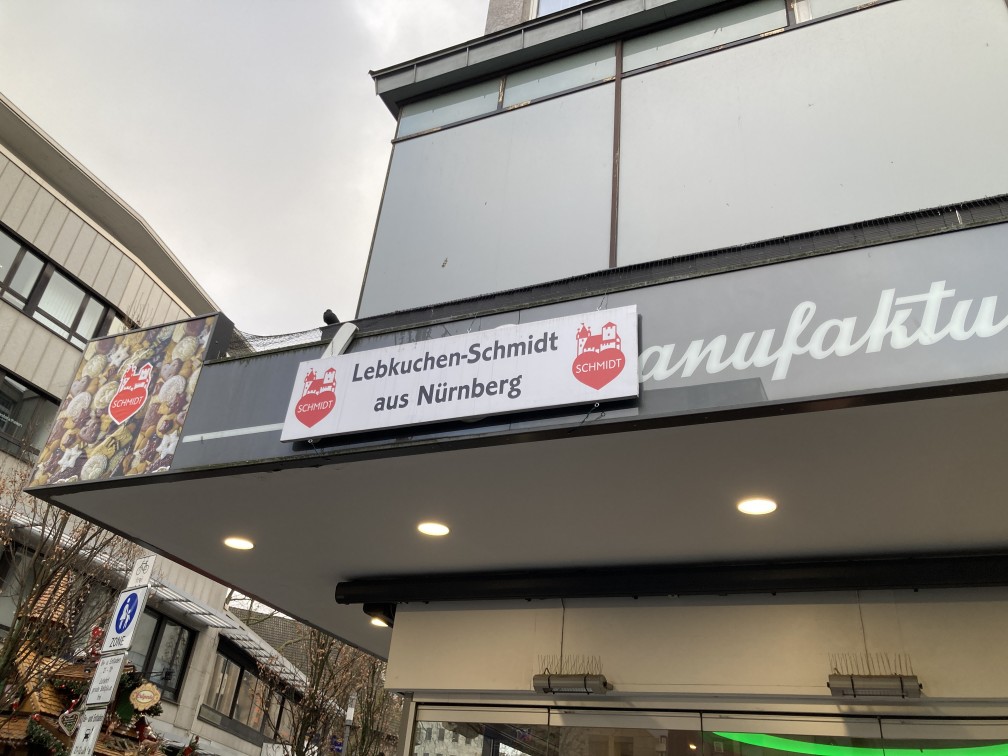 Lebkuchen-Schmidt
aus Nürnberg
SCHMIDT
SCHMIDT
SCHMIDT
anufaktu
ZONE